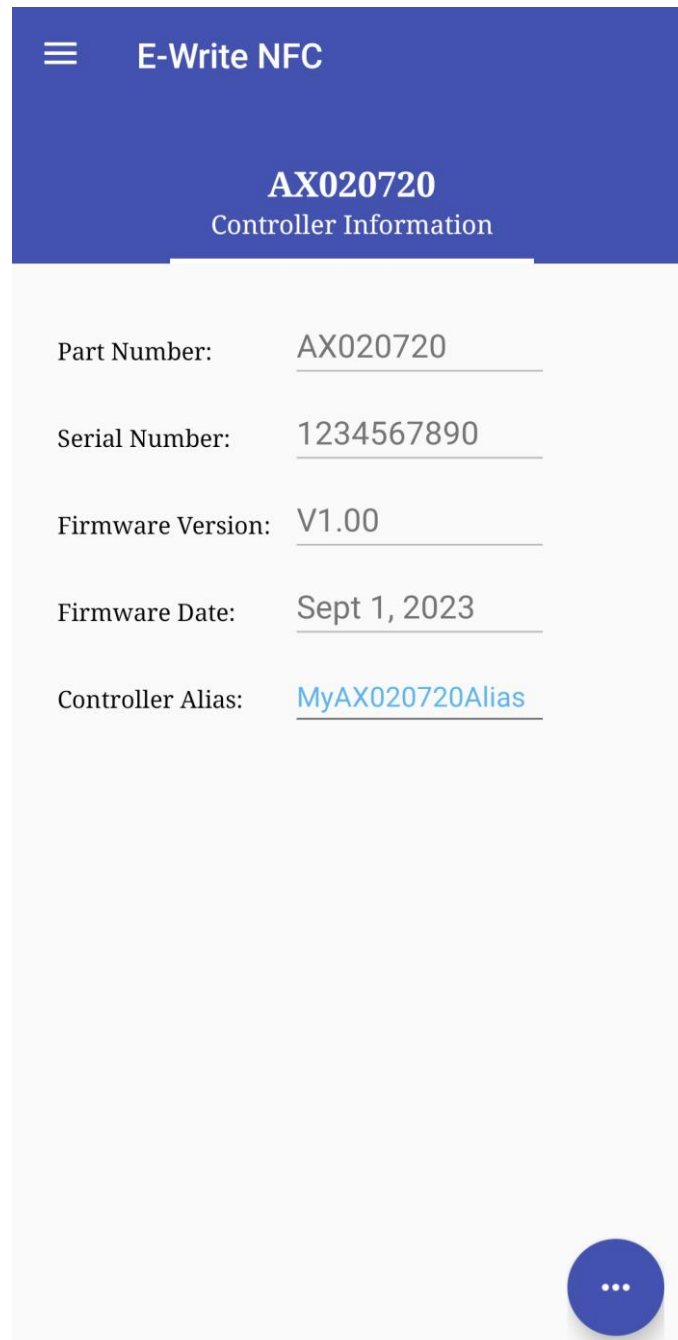 E-Write NFC
AX020720
Controller Information
Part Number: AX020720
Serial Number: 1234567890
Firmware Version: V1.00
Firmware Date: Sept 1, 2023
Controller Alias: MyAX020720Alias